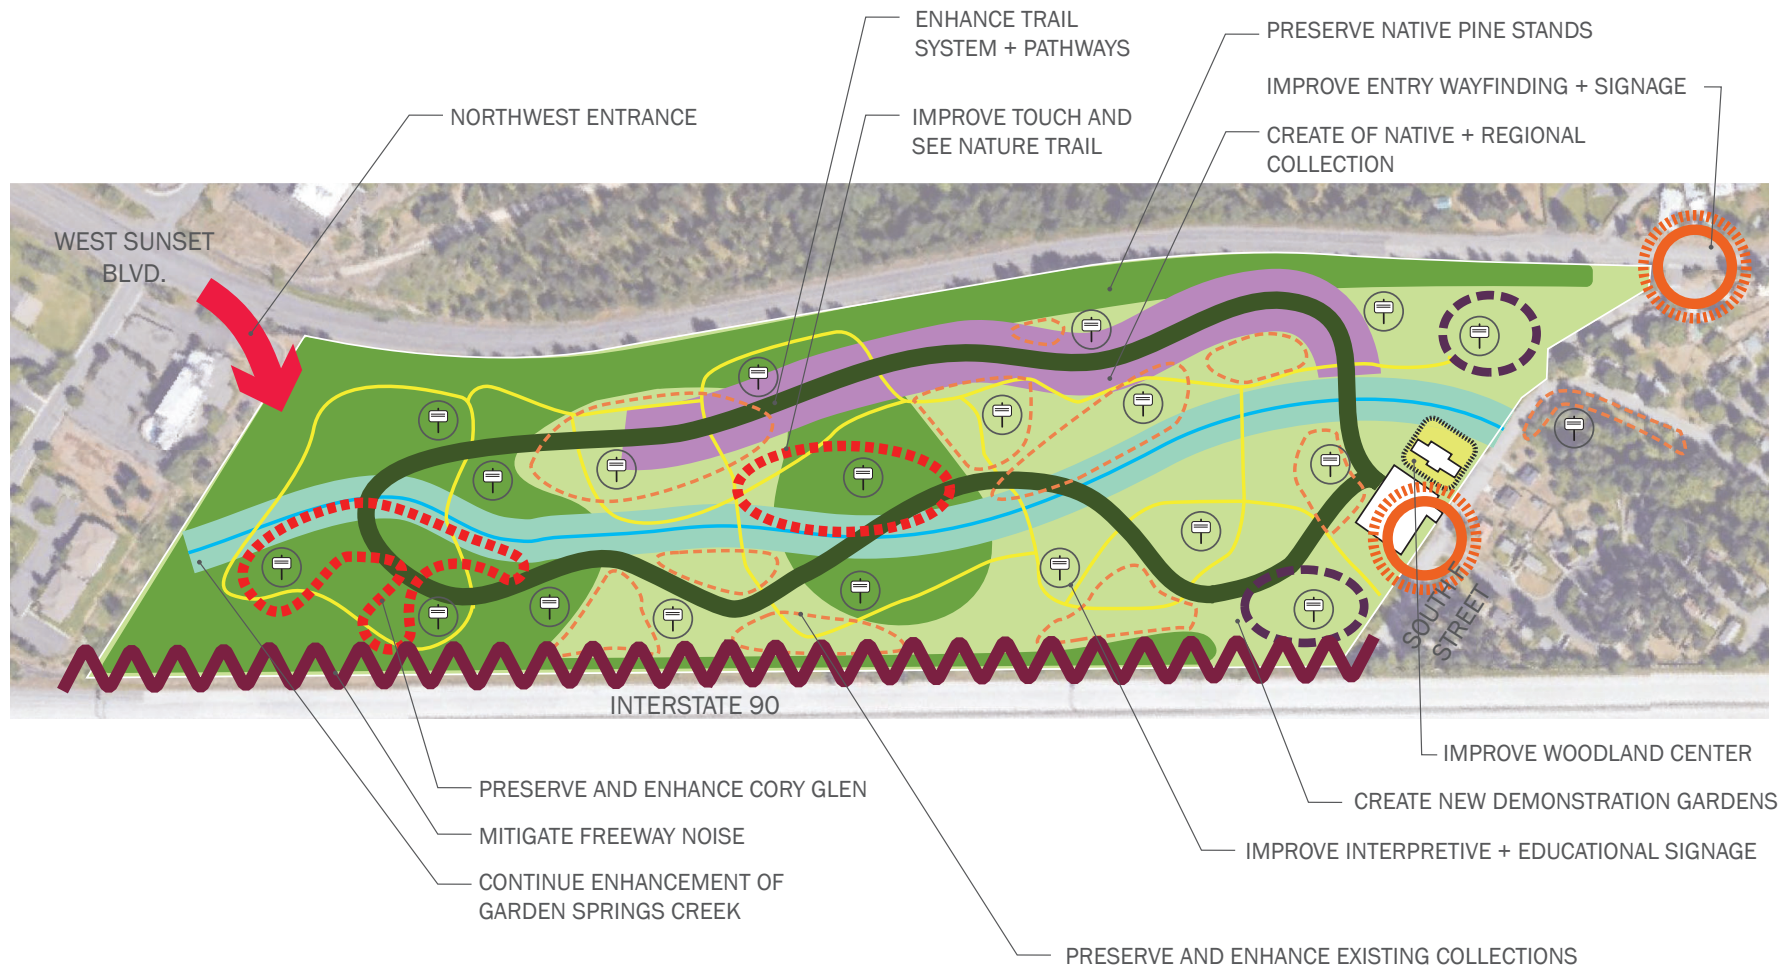 ENHANCE TRAIL
SYSTEM + PATHWAYS
PRESERVE NATIVE PINE STANDS
IMPROVE ENTRY WAYFINDING + SIGNAGE
NORTHWEST ENTRANCE
IMPROVE TOUCH AND
SEE NATURE TRAIL
CREATE OF NATIVE + REGIONAL
COLLECTION
WEST SUNSET
BLVD.
SOUTH F
STREET
INTERSTATE 90
IMPROVE WOODLAND CENTER
PRESERVE AND ENHANCE CORY GLEN
CREATE NEW DEMONSTRATION GARDENS
MITIGATE FREEWAY NOISE
IMPROVE INTERPRETIVE + EDUCATIONAL SIGNAGE
CONTINUE ENHANCEMENT OF
GARDEN SPRINGS CREEK
PRESERVE AND ENHANCE EXISTING COLLECTIONS